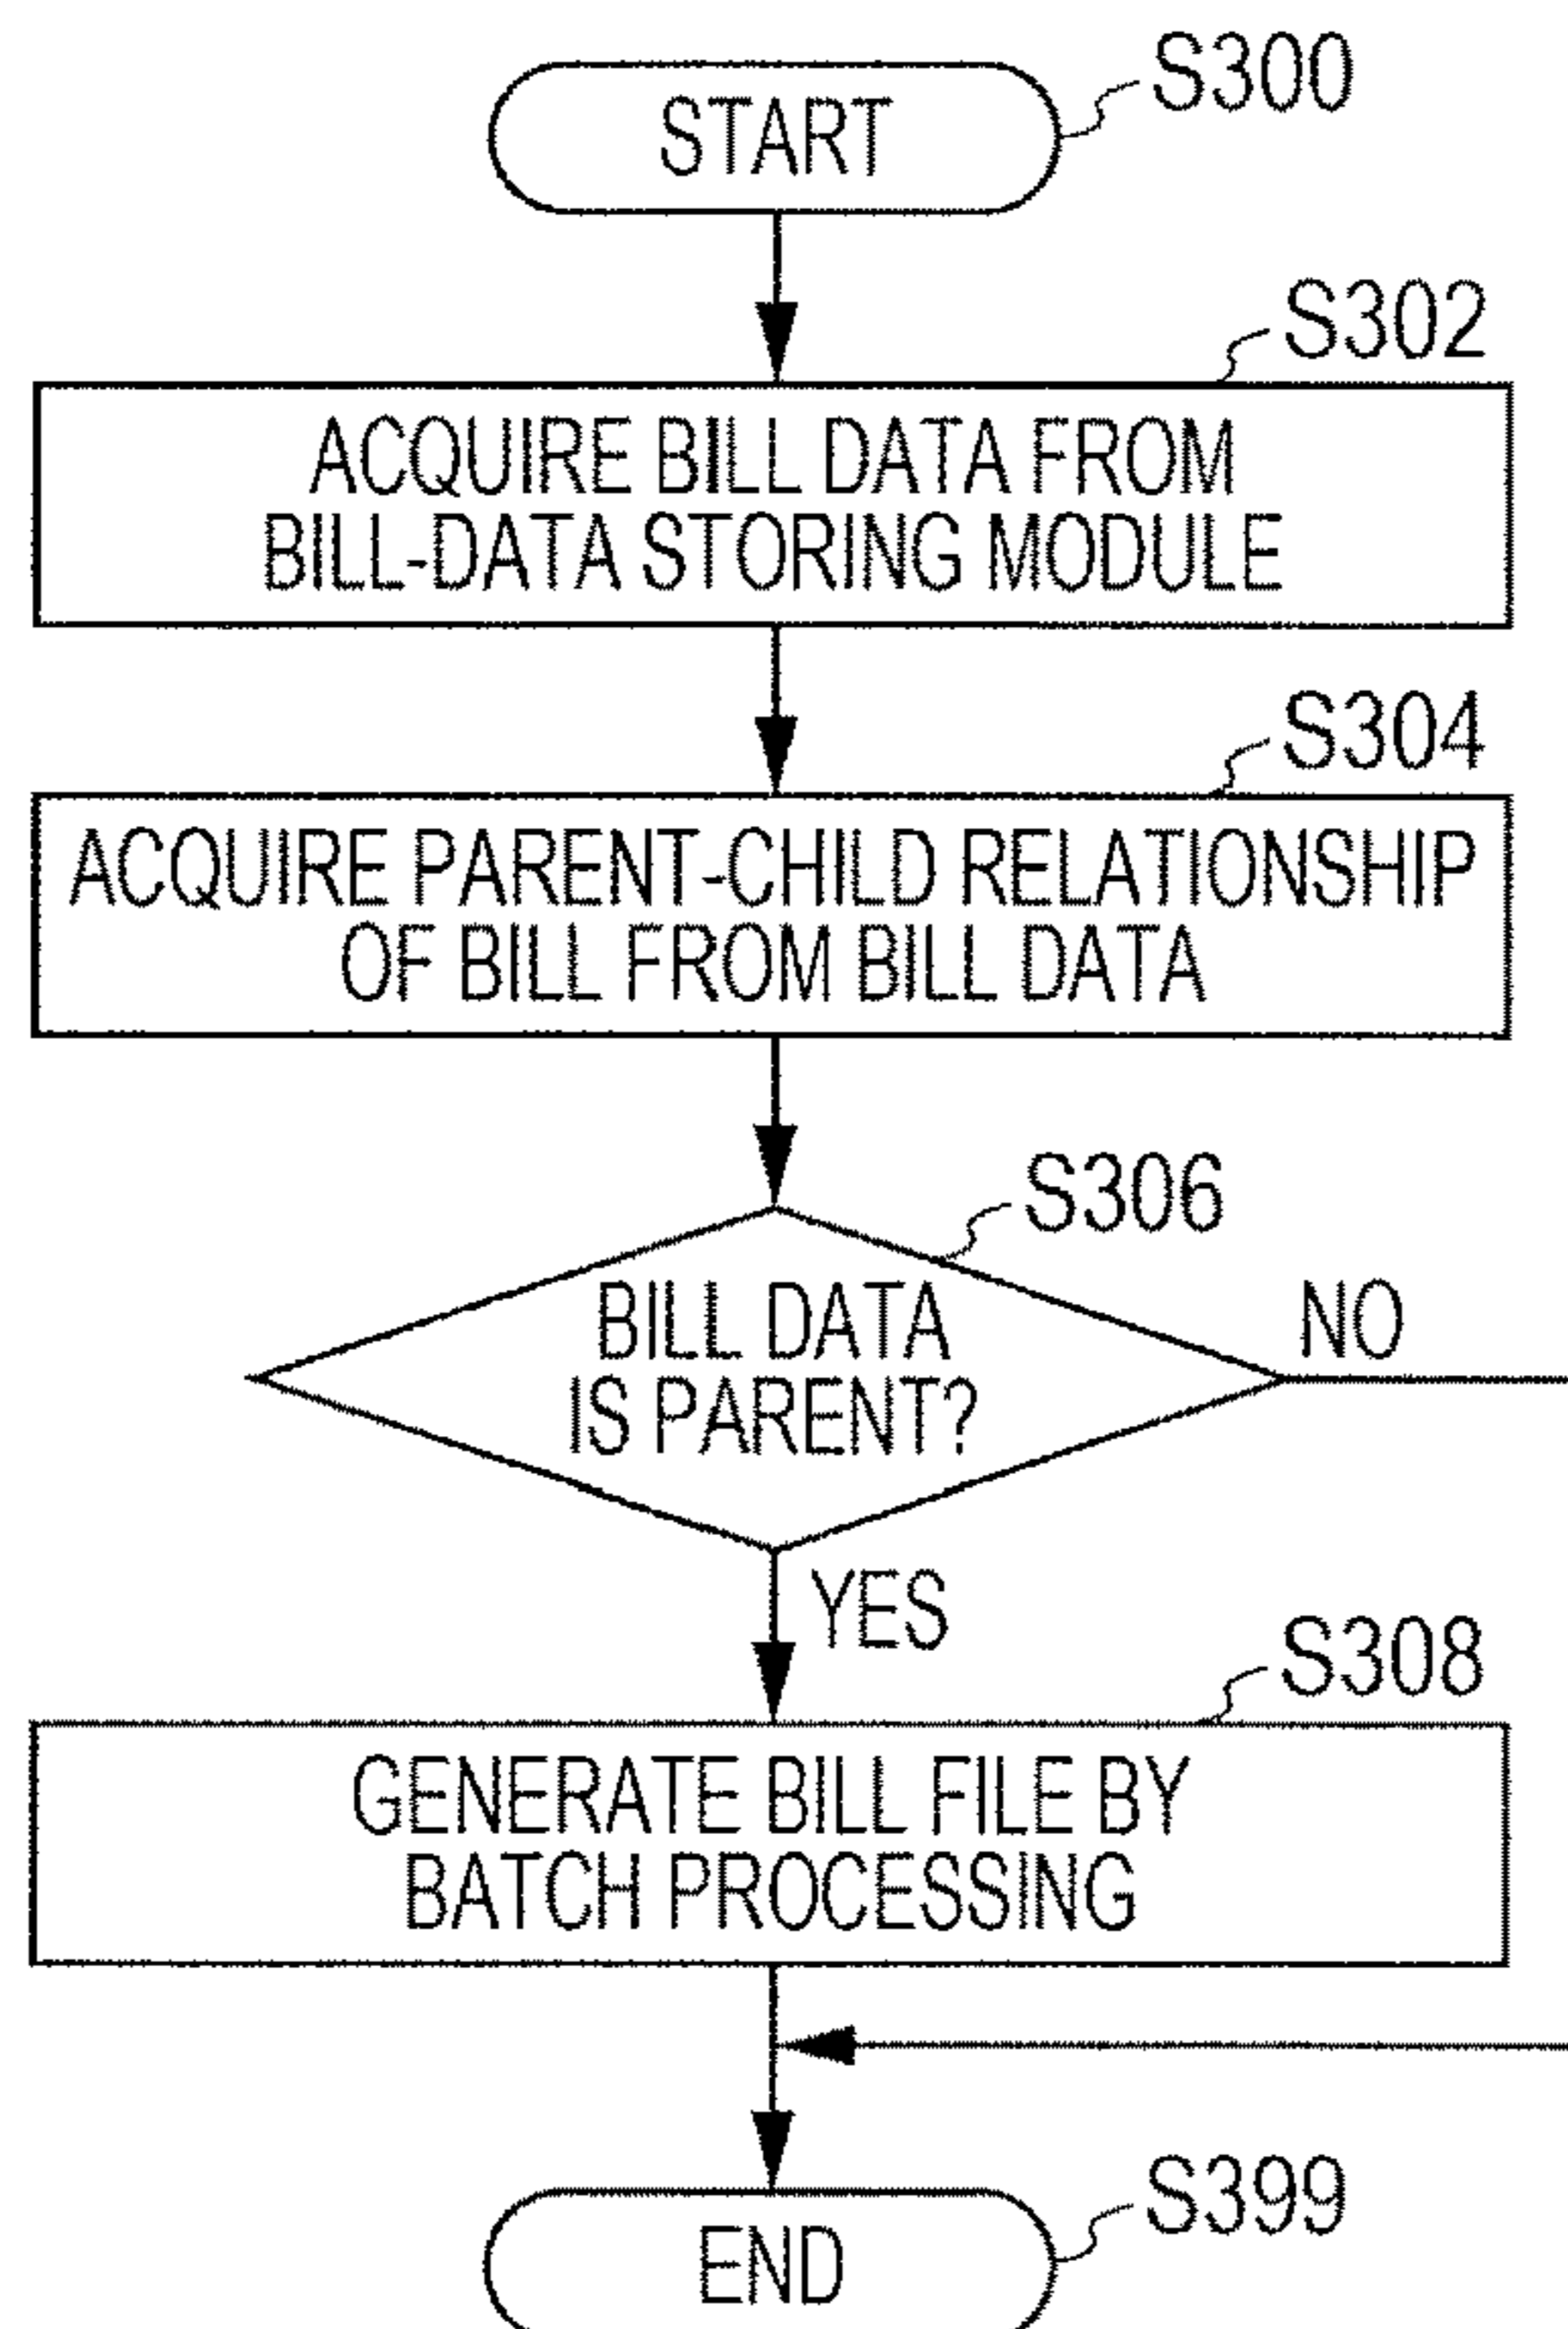 S300
START
S302
ACQUIRE BILL DATA FROM
BILL-DATA STORING MODULE
S304
ACQUIRE PARENT-CHILD RELATIONSHIP
OF BILL FROM BILL DATA
S306
BILL DATA
IS PARENT?
NO
YES
S308
GENERATE BILL FILE BY
BATCH PROCESSING
S399
END